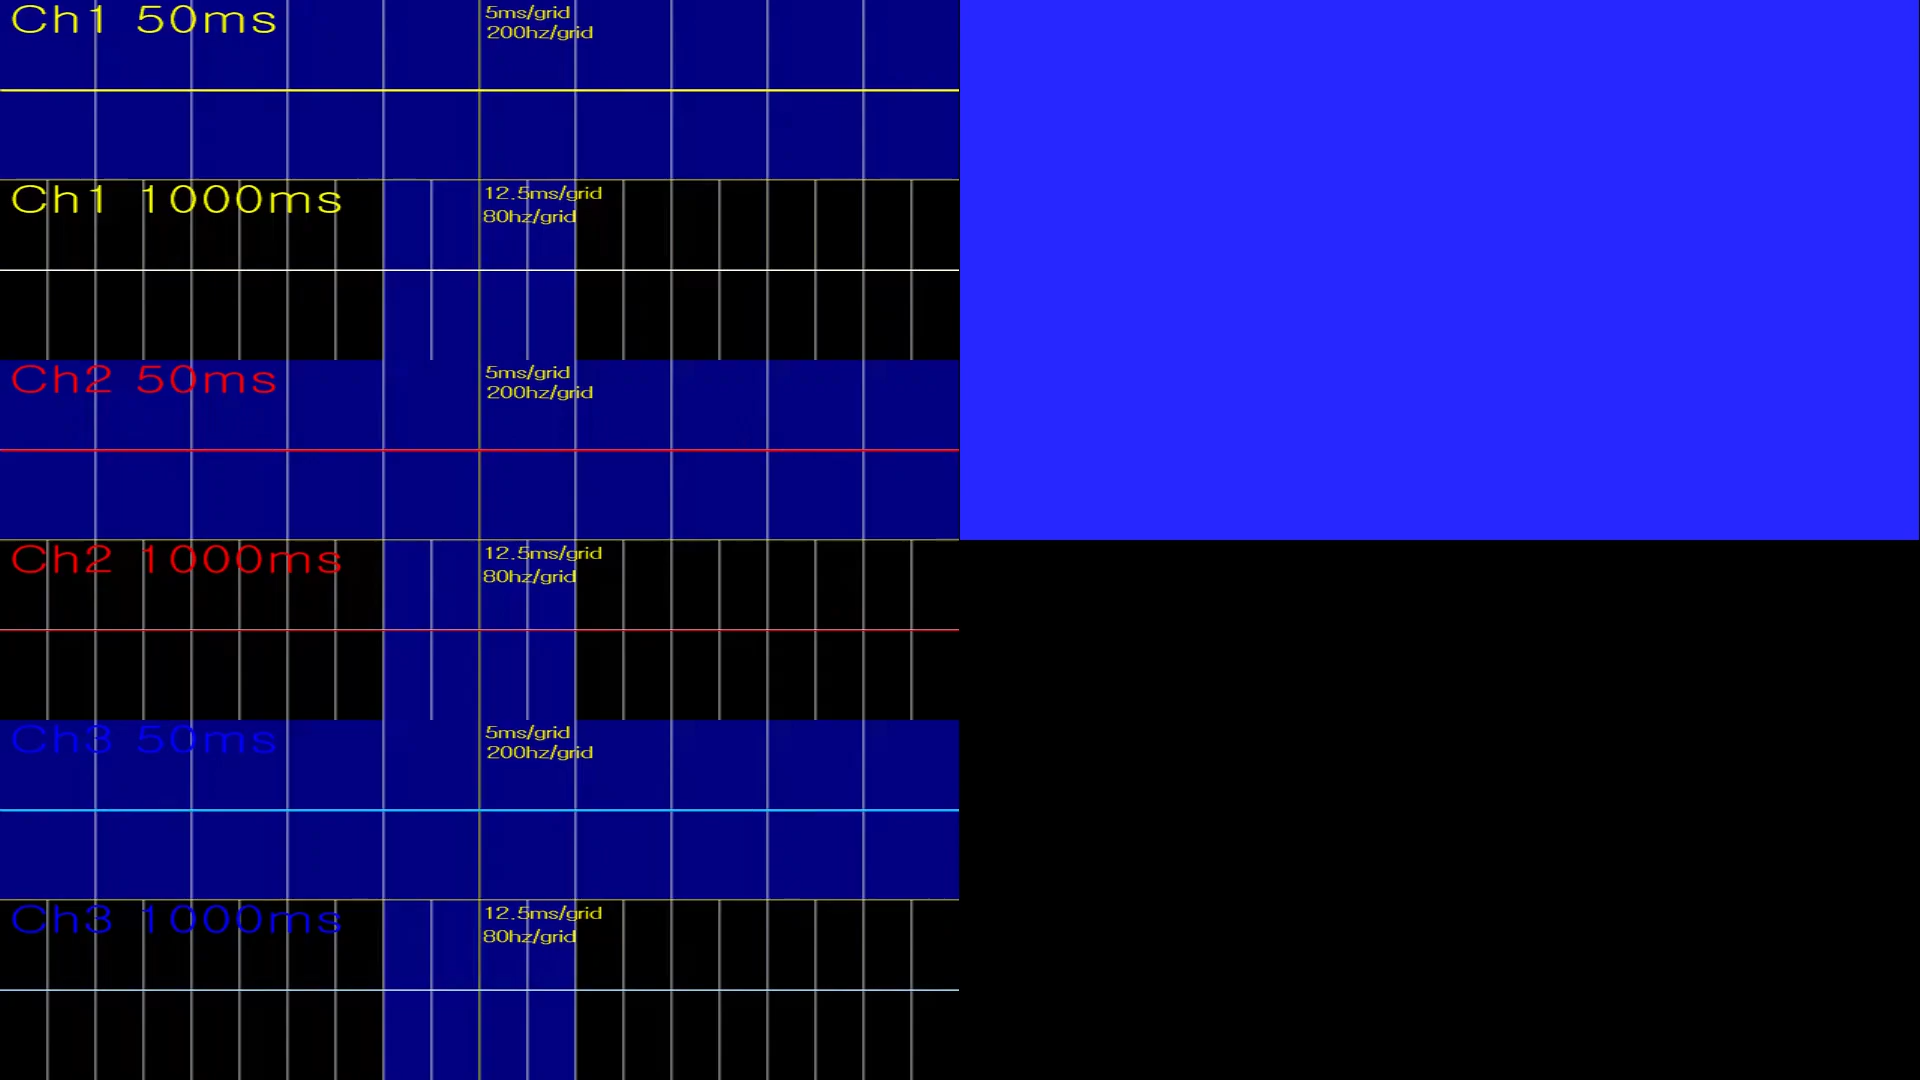 Ch1 50ms
5ms/grid
200hz/grid
Ch1 1000ms
12.5ms/grid
80hz/grid
Ch2 50ms
5ms/grid
200hz/grid
Ch2 1000ms
12.5ms/grid
80hz/grid
Ch3 50ms
5ms/grid
200hz/grid
Ch3 1000ms
12.5ms/grid
80hz/grid